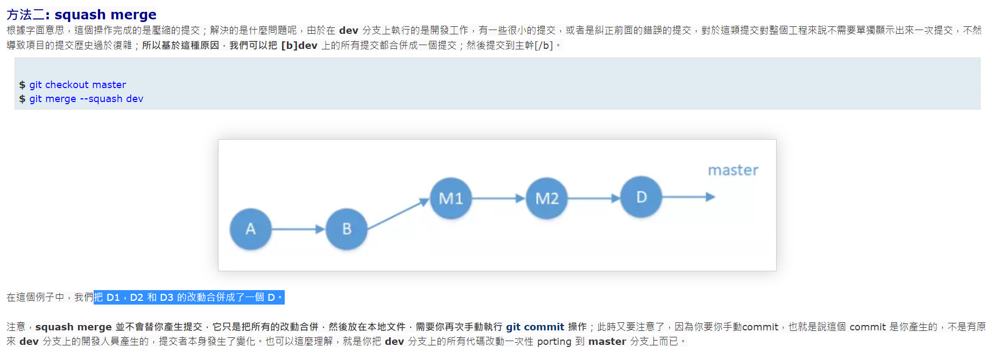 方法二: squash merge
根據字面意思，這個操作完成的是壓縮的提交；解決的是什麼問題呢，由於在 dev 分支上執行的是開發工作，有一些很小的提交，或者是糾正前面的錯誤的提交，對於這類提交對整個工程來說不需要單獨顯示出來一次提交，不然
導致項目的提交歷史過於復雜；所以基於這種原因，我們可以把 [b]dev 上的所有提交都合併成一個提交；然後提交到主幹[/b]。
$ git checkout master
$ git merge --squash dev
master
A B M1 M2 D
在這個例子中，我們把 D1，D2 和 D3 的改動合併成了一個 D。
注意，squash merge 並不會替你產生提交，它只是把所有的改動合併，然後放在本地文件，需要你再次手動執行 git commit 操作；此時又要注意了，因為你要你手動commit，也就是說這個 commit 是你產生的，不是有原
來 dev 分支上的開發人員產生的，提交者本身發生了變化。也可以這麼理解，就是你把 dev 分支上的所有代碼改動一次性 porting 到 master 分支上而已。